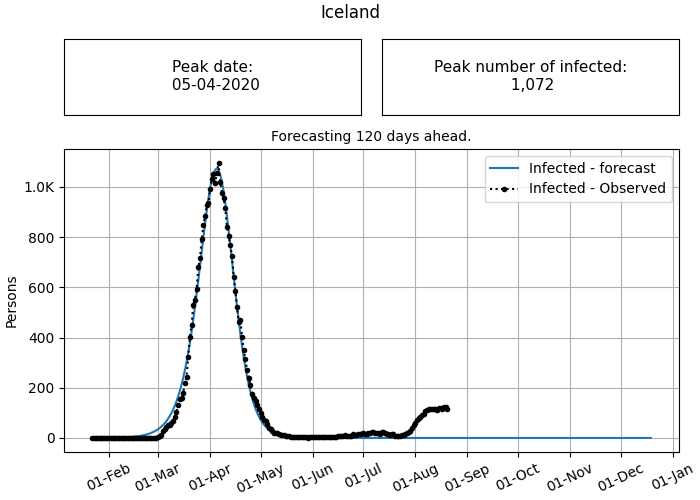 Iceland
Peak date:
05-04-2020
Peak number of infected:
1,072
Forecasting 120 days ahead.
Infected - forecast
Infected - Observed
Persons
1.0K
800
600
400
200
0
01-Feb
01-Mar
01-Apr
01-May
01-Jun
01-Jul
01-Aug
01-Sep
01-Oct
01-Nov
01-Dec
01-Jan